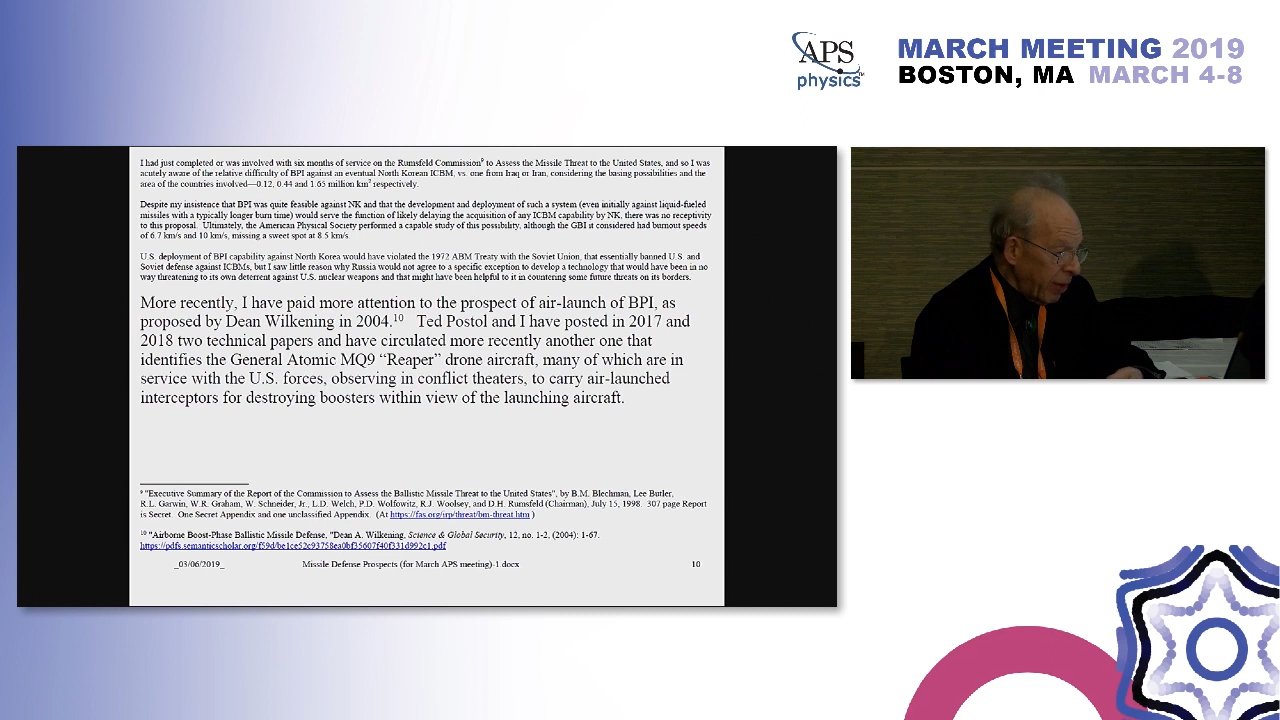 APS
physics™
MARCH MEETING 2019
BOSTON, MA MARCH 4-8
I had just completed or was involved with six months of service on the Rumsfeld Commission⁹ to Assess the Missile Threat to the United States, and so I was
acutely aware of the relative difficulty of BPI against an eventual North Korean ICBM, vs. one from Iraq or Iran, considering the basing possibilities and the
area of the countries involved—0.12, 0.44 and 1.65 million km² respectively.
Despite my insistence that BPI was quite feasible against NK and that the development and deployment of such a system (even initially against liquid-fueled
missiles with a typically longer burn time) would serve the function of likely delaying the acquisition of any ICBM capability by NK, there was no receptivity
to this proposal. Ultimately, the American Physical Society performed a capable study of this possibility, although the GBI it considered had burnout speeds
of 6.7 km/s and 10 km/s, missing a sweet spot at 8.5 km/s.
U.S. deployment of BPI capability against North Korea would have violated the 1972 ABM Treaty with the Soviet Union, that essentially banned U.S. and
Soviet defense against ICBMs, but I saw little reason why Russia would not agree to a specific exception to develop a technology that would have been in no
way threatening to its own deterrent against U.S. nuclear weapons and that might have been helpful to it in countering some future threats on its borders.
More recently, I have paid more attention to the prospect of air-launch of BPI, as
proposed by Dean Wilkening in 2004.¹⁰ Ted Postol and I have posted in 2017 and
2018 two technical papers and have circulated more recently another one that
identifies the General Atomic MQ9 “Reaper” drone aircraft, many of which are in
service with the U.S. forces, observing in conflict theaters, to carry air-launched
interceptors for destroying boosters within view of the launching aircraft.
⁹ "Executive Summary of the Report of the Commission to Assess the Ballistic Missile Threat to the United States", by B.M. Blechman, Lee Butler,
R.L. Garwin, W.R. Graham, W. Schneider, Jr., L.D. Welch, P.D. Wolfowitz, R.J. Woolsey, and D.H. Rumsfeld (Chairman), July 15, 1998. 307 page Report
is Secret. One Secret Appendix and one unclassified Appendix. (At https://fas.org/irp/threat/bm-threat.htm )
¹⁰ "Airborne Boost-Phase Ballistic Missile Defense, "Dean A. Wilkening, Science & Global Security, 12, no. 1-2, (2004): 1-67.
https://pdfs.semanticscholar.org/f59d/be1ce52c93758ea0bf35607f40f331d992c1.pdf
_03/06/2019_ Missile Defense Prospects (for March APS meeting)-1.docx 10